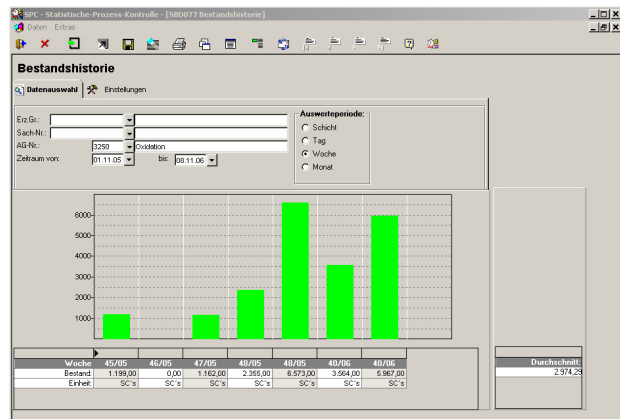 SPC - Statistische-Prozess-Kontrolle - [SBD077 Bestandshistorie]
Daten Extras
Bestandshistorie
Datenauswahl Einstellungen
Erz.Gr.:
Sach-Nr.:
AG-Nr.: 3250 Oxidation
Zeitraum von: 01.11.05 bis: 08.11.06
Auswerteperiode:
Schicht
Tag
Woche
Monat
6000
5000
4000
3000
2000
1000
Woche 45/05 46/05 47/05 48/05 48/05 40/06 40/06
Bestand: 1.199,00 0,00 1.162,00 2.355,00 6.573,00 3.564,00 5.967,00
Einheit: SC's SC's SC's SC's SC's SC's SC's
Durchschnitt:
2.974,29